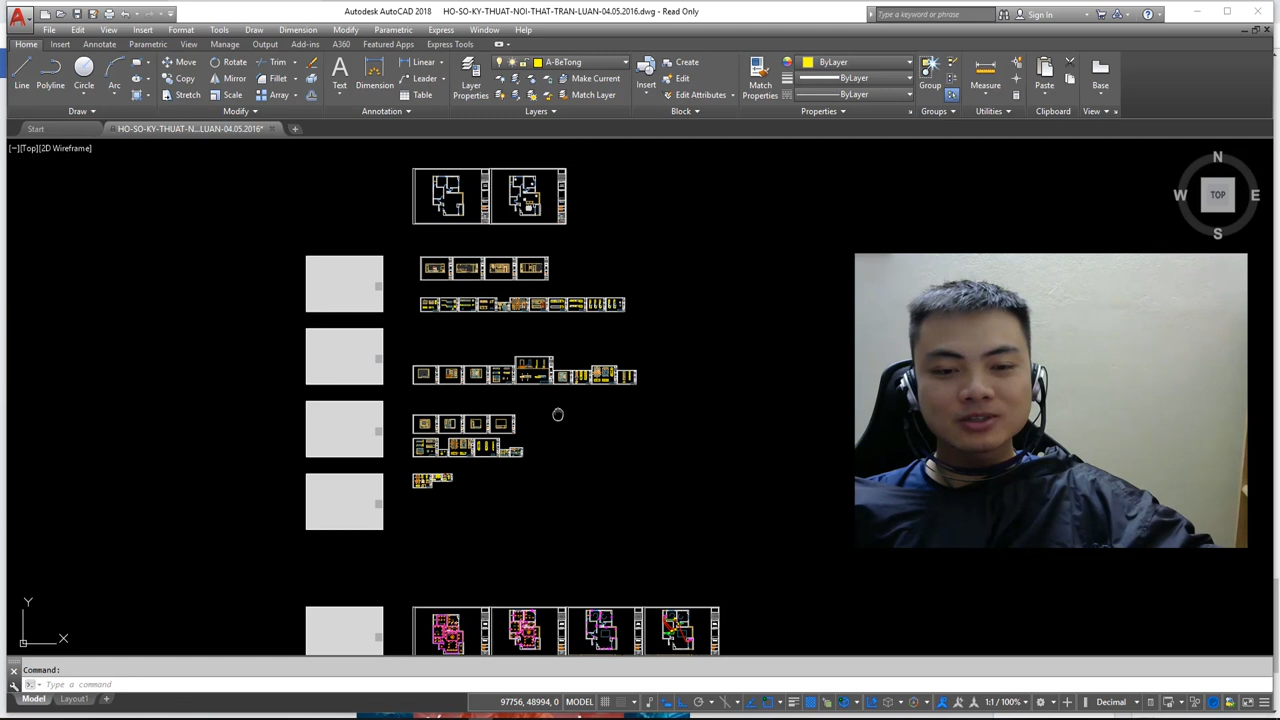 Autodesk AutoCAD 2018 HO-SO-KY-THUAT-NOI-THAT-TRAN-LUAN-04.05.2016.dwg - Read Only
Type a keyword or phrase
Sign In
File Edit View Insert Format Tools Draw Dimension Modify Parametric Express Window Help
Home Insert Annotate Parametric View Manage Output Add-ins A360 Featured Apps Express Tools
Move Rotate Trim Linear A-BeTong Create ByLayer
Copy Mirror Fillet Leader Make Current Edit ByLayer
Line Polyline Circle Arc Text Dimension Layer Properties Insert Match Properties Group Measure Paste Base
Stretch Scale Array Table Match Layer Edit Attributes ByLayer
Draw Modify Annotation Layers Block Properties Groups Utilities Clipboard View
Start HO-SO-KY-THUAT-N...LUAN-04.05.2016*
[−][Top][2D Wireframe]
N
W TOP E
S
Y
X
Command:
Type a command
Model Layout1 + 97756, 48994, 0 MODEL 1:1 / 100% Decimal